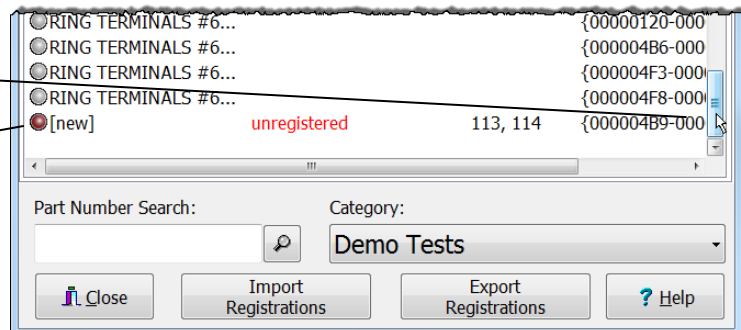 RING TERMINALS #6... {00000120-000
RING TERMINALS #6... {000004B6-000
RING TERMINALS #6... {000004F3-000
RING TERMINALS #6... {000004F8-000
[new] unregistered 113, 114 {000004B9-000
Part Number Search: Category:
Demo Tests
Close Import Registrations Export Registrations ? Help